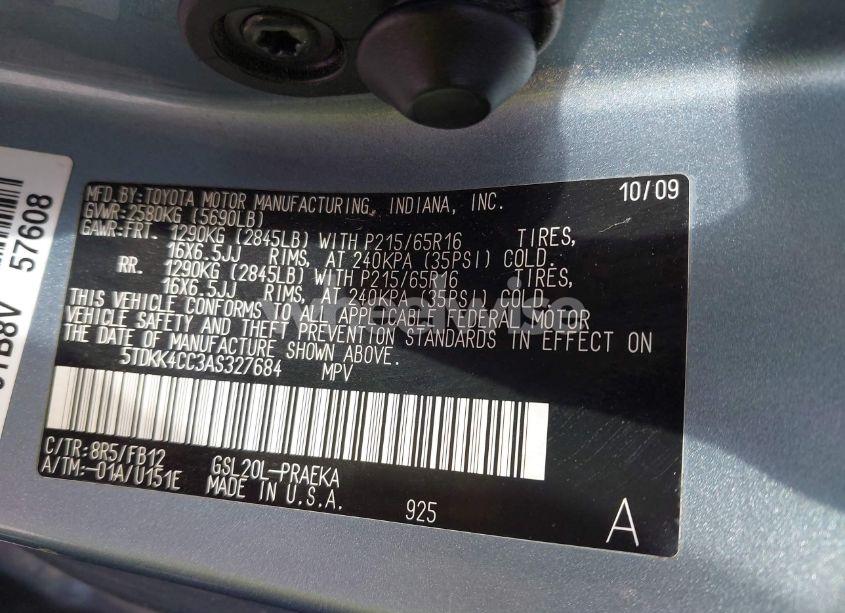 MFD.BY:TOYOTA MOTOR MANUFACTURING, INDIANA, INC. 10/09
GVWR:2580KG (5690LB)
GAWR:FRT. 1290KG (2845LB) WITH P215/65R16 TIRES,
16X6.5JJ RIMS, AT 240KPA (35PSI) COLD.
RR. 1290KG (2845LB) WITH P215/65R16 TIRES,
16X6.5JJ RIMS, AT 240KPA (35PSI) COLD.
THIS VEHICLE CONFORMS TO ALL APPLICABLE FEDERAL MOTOR
VEHICLE SAFETY AND THEFT PREVENTION STANDARDS IN EFFECT ON
THE DATE OF MANUFACTURE SHOWN ABOVE.
5TDKK4CC3AS327684 MPV
C/TR:8R5/FB12
A/TM:-01A/U151E
GSL20L-PRAEKA
MADE IN U.S.A.
925
A
57608